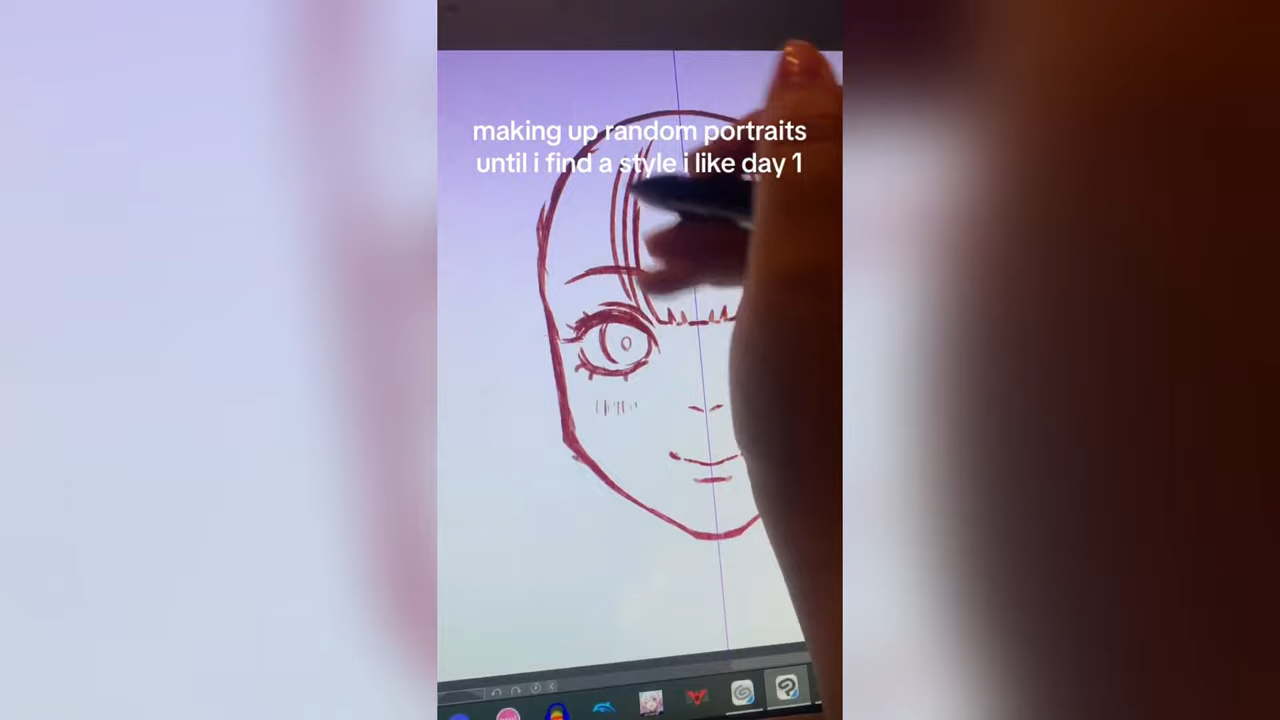 making up random portraits
until i find a style i like day 1